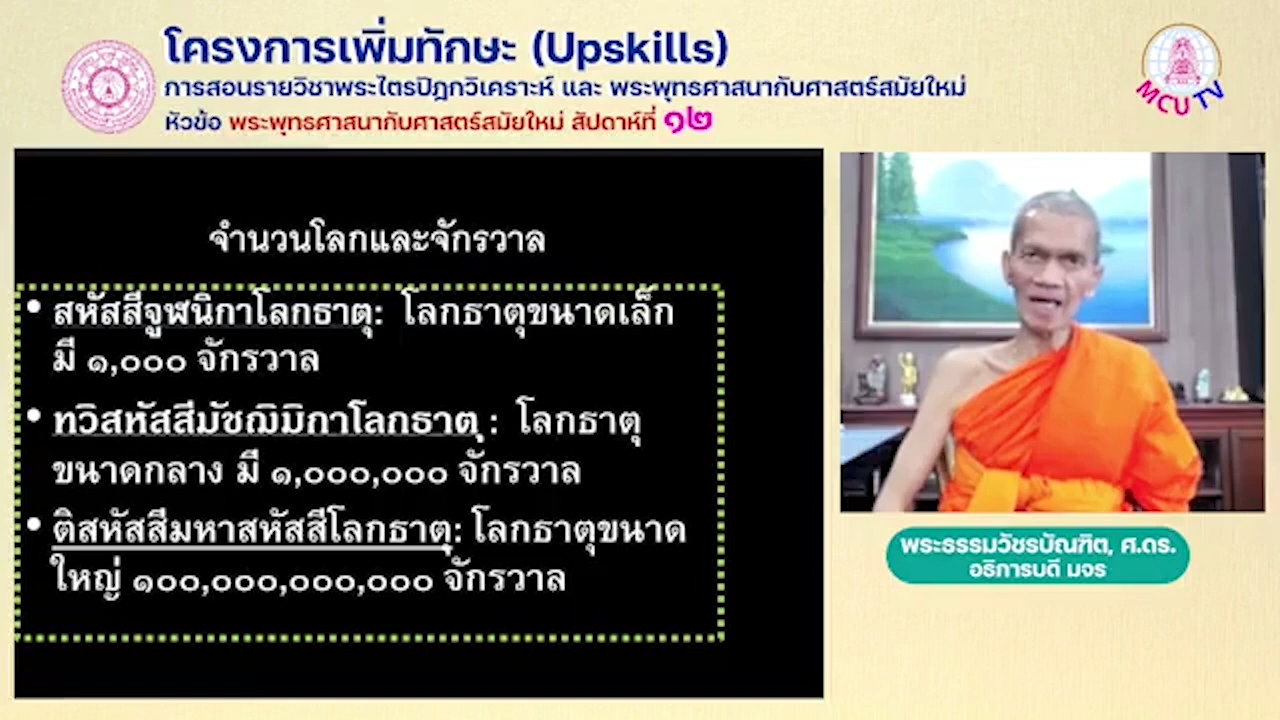 โครงการเพิ่มทักษะ (Upskills)
การสอนรายวิชาพระไตรปิฎกวิเคราะห์ และ พระพุทธศาสนากับศาสตร์สมัยใหม่
หัวข้อ พระพุทธศาสนากับศาสตร์สมัยใหม่ สัปดาห์ที่ ๑๒
MCU TV
จำนวนโลกและจักรวาล
• สหัสสีจูฬนิกาโลกธาตุ: โลกธาตุขนาดเล็ก
มี ๑,๐๐๐ จักรวาล
• ทวิสหัสสีมัชฌิมิกาโลกธาตุ : โลกธาตุ
ขนาดกลาง มี ๑,๐๐๐,๐๐๐ จักรวาล
• ติสหัสสีมหาสหัสสีโลกธาตุ: โลกธาตุขนาด
ใหญ่ ๑๐๐,๐๐๐,๐๐๐,๐๐๐ จักรวาล
พระธรรมวัชรบัณฑิต, ศ.ดร.
อธิการบดี มจร